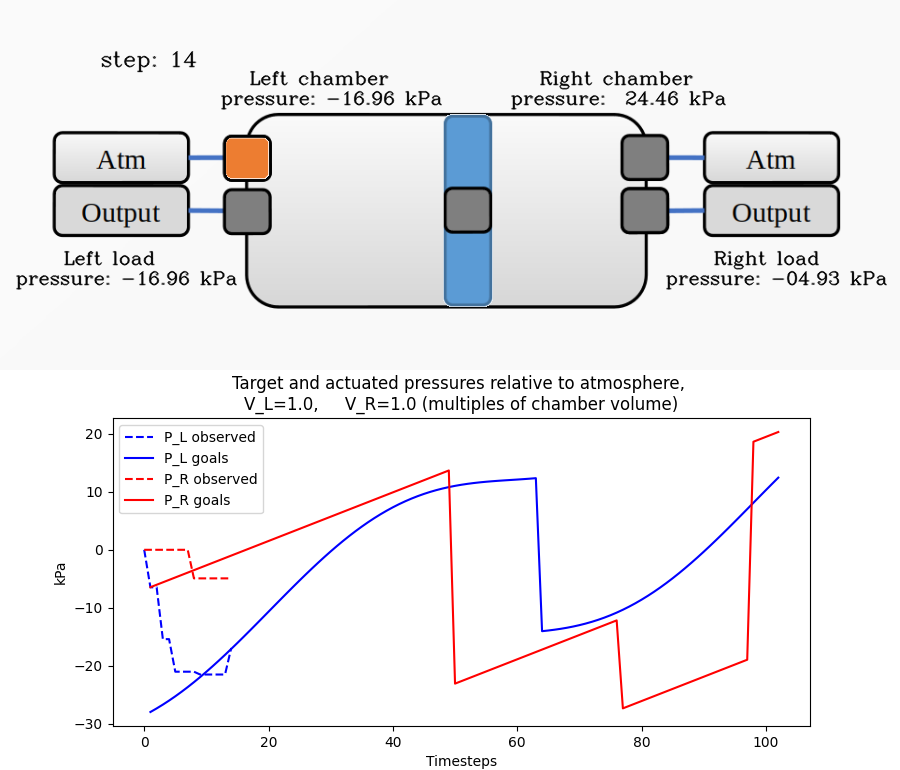 step: 14
Left chamber
pressure: −16.96 kPa
Right chamber
pressure:  24.46 kPa
Atm
Output
Atm
Output
Left load
pressure: −16.96 kPa
Right load
pressure: −04.93 kPa
Target and actuated pressures relative to atmosphere,
V_L=1.0,     V_R=1.0 (multiples of chamber volume)
P_L observed
P_L goals
P_R observed
P_R goals
20
10
0
−10
−20
−30
kPa
0 20 40 60 80 100
Timesteps